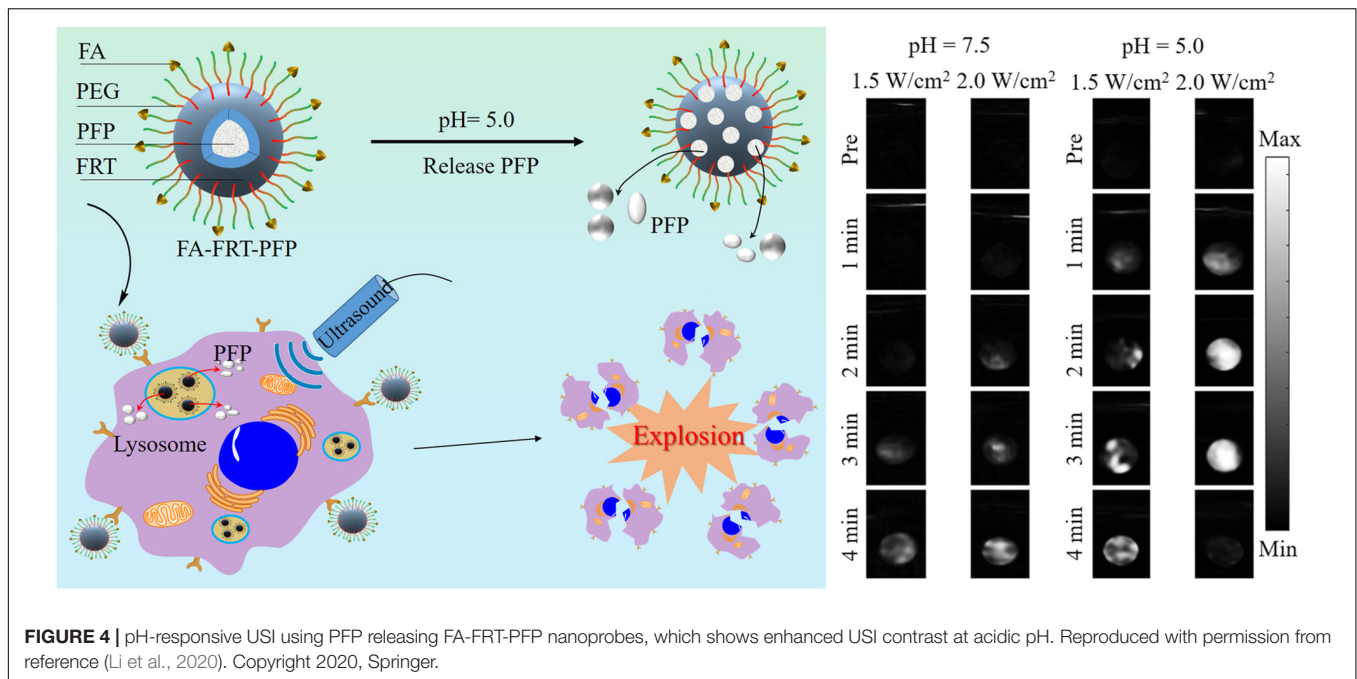 FA
PEG
PFP
FRT
FA-FRT-PFP
pH= 5.0
Release PFP
PFP
Ultrasound
PFP
Lysosome
Explosion
pH = 7.5
pH = 5.0
1.5 W/cm² 2.0 W/cm²
1.5 W/cm² 2.0 W/cm²
Pre
1 min
2 min
3 min
4 min
Pre
1 min
2 min
3 min
4 min
Max
Min
FIGURE 4 | pH-responsive USI using PFP releasing FA-FRT-PFP nanoprobes, which shows enhanced USI contrast at acidic pH. Reproduced with permission from
reference (Li et al., 2020). Copyright 2020, Springer.